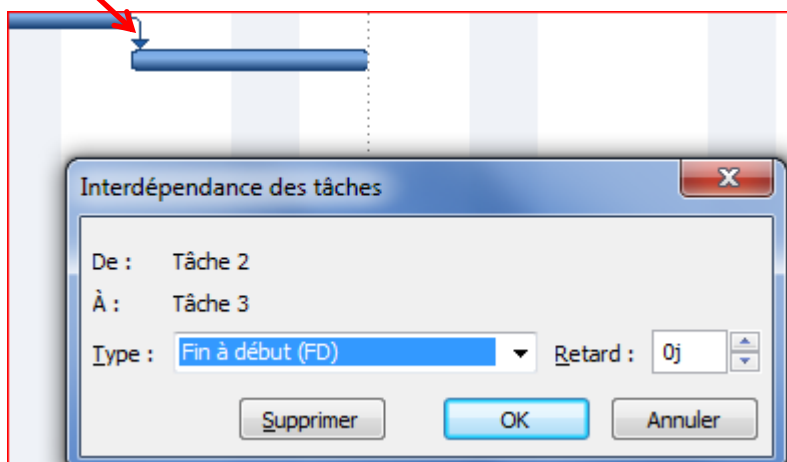 Interdépendance des tâches
De : Tâche 2
À : Tâche 3
Type : Fin à début (FD) Retard : 0j
Supprimer OK Annuler